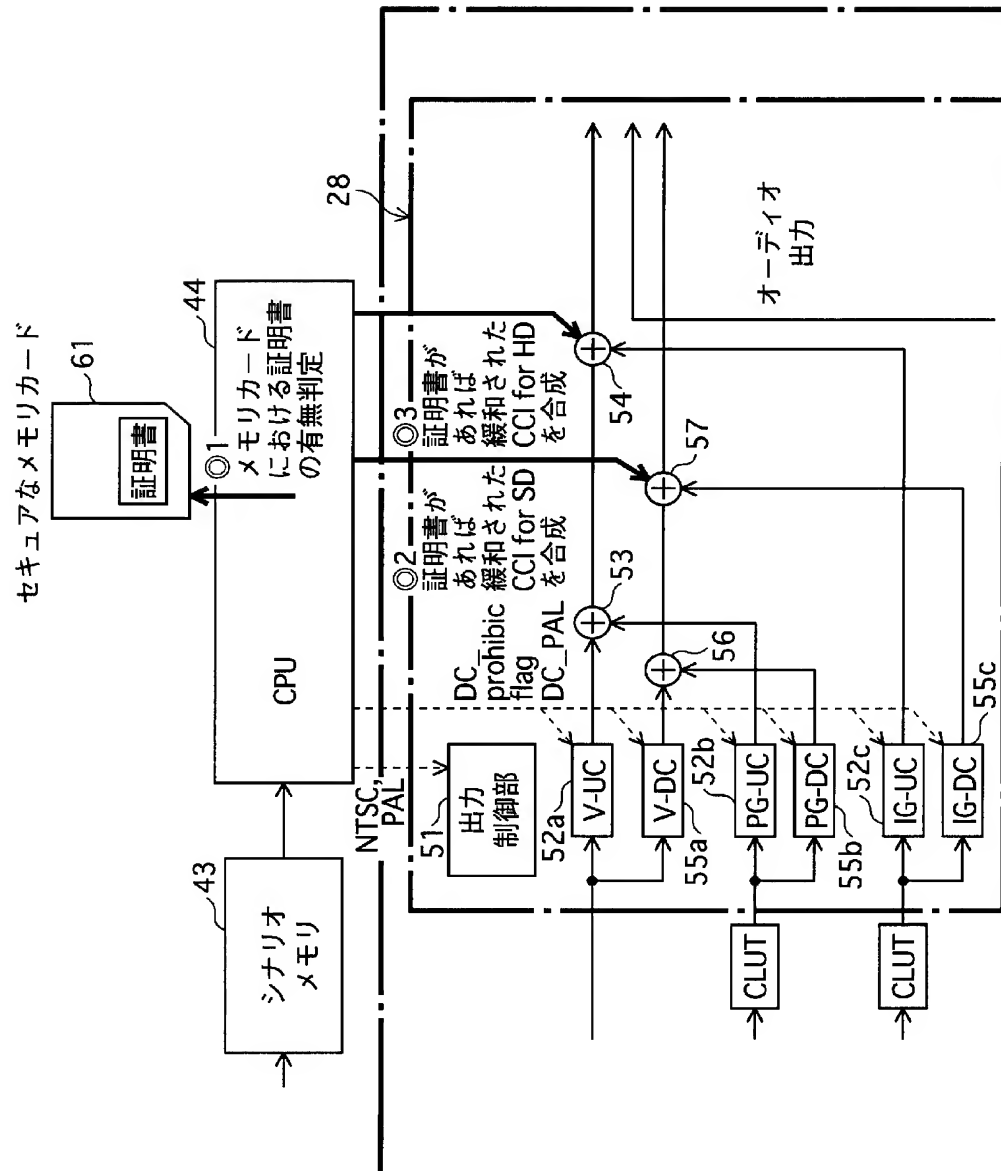 セキュアなメモリカード
61
証明書
◎1
メモリカード
における証明書
の有無判定
44
CPU
43
シナリオ
メモリ
NTSC,
PAL
28
◎2
証明書が
あれば
緩和された
CCI for SD
を合成
◎3
証明書が
あれば
緩和された
CCI for HD
を合成
DC_
prohibic
flag
DC_PAL
51
出力
制御部
52a
V-UC
V-DC
55a
52b
PG-UC
PG-DC
55b
52c
IG-UC
IG-DC
55c
53
56
57
54
CLUT
CLUT
オーディオ
出力